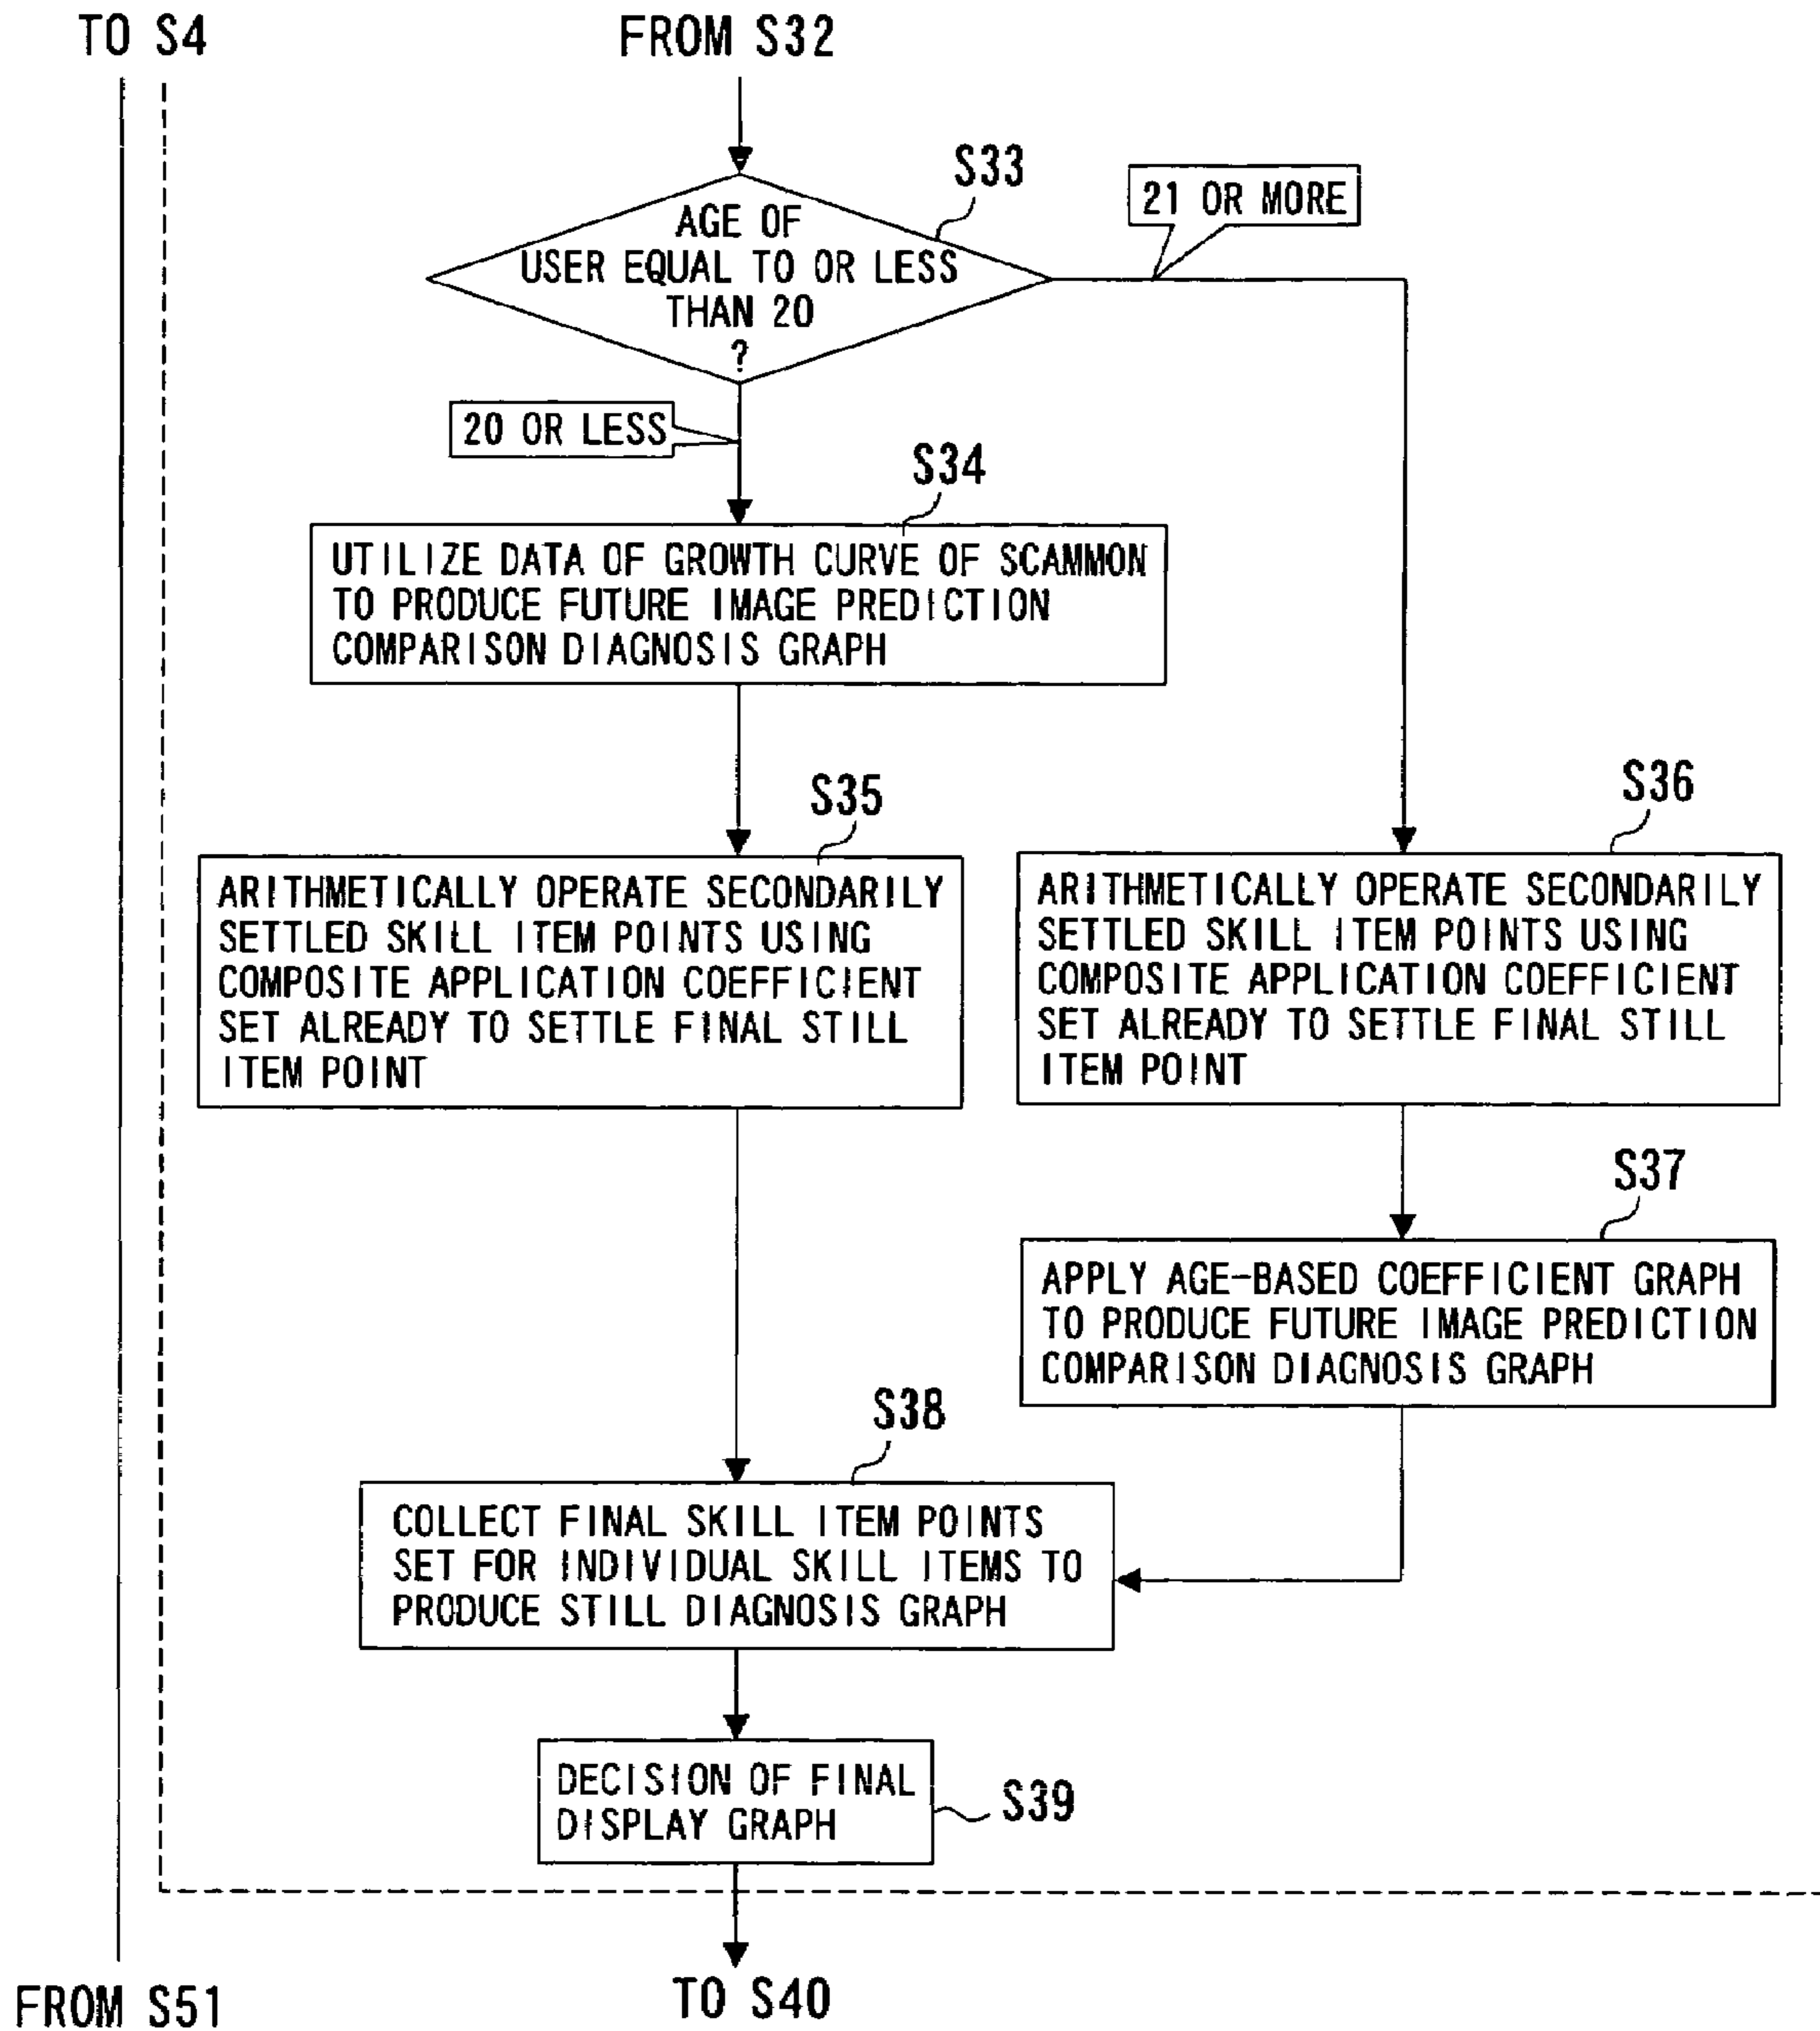 TO S4
FROM S32
S33
AGE OF
USER EQUAL TO OR LESS
THAN 20
?
21 OR MORE
20 OR LESS
S34
UTILIZE DATA OF GROWTH CURVE OF SCAMMON
TO PRODUCE FUTURE IMAGE PREDICTION
COMPARISON DIAGNOSIS GRAPH
S35
ARITHMETICALLY OPERATE SECONDARILY
SETTLED SKILL ITEM POINTS USING
COMPOSITE APPLICATION COEFFICIENT
SET ALREADY TO SETTLE FINAL STILL
ITEM POINT
S36
ARITHMETICALLY OPERATE SECONDARILY
SETTLED SKILL ITEM POINTS USING
COMPOSITE APPLICATION COEFFICIENT
SET ALREADY TO SETTLE FINAL STILL
ITEM POINT
S37
APPLY AGE-BASED COEFFICIENT GRAPH
TO PRODUCE FUTURE IMAGE PREDICTION
COMPARISON DIAGNOSIS GRAPH
S38
COLLECT FINAL SKILL ITEM POINTS
SET FOR INDIVIDUAL SKILL ITEMS TO
PRODUCE STILL DIAGNOSIS GRAPH
DECISION OF FINAL
DISPLAY GRAPH
S39
FROM S51
TO S40